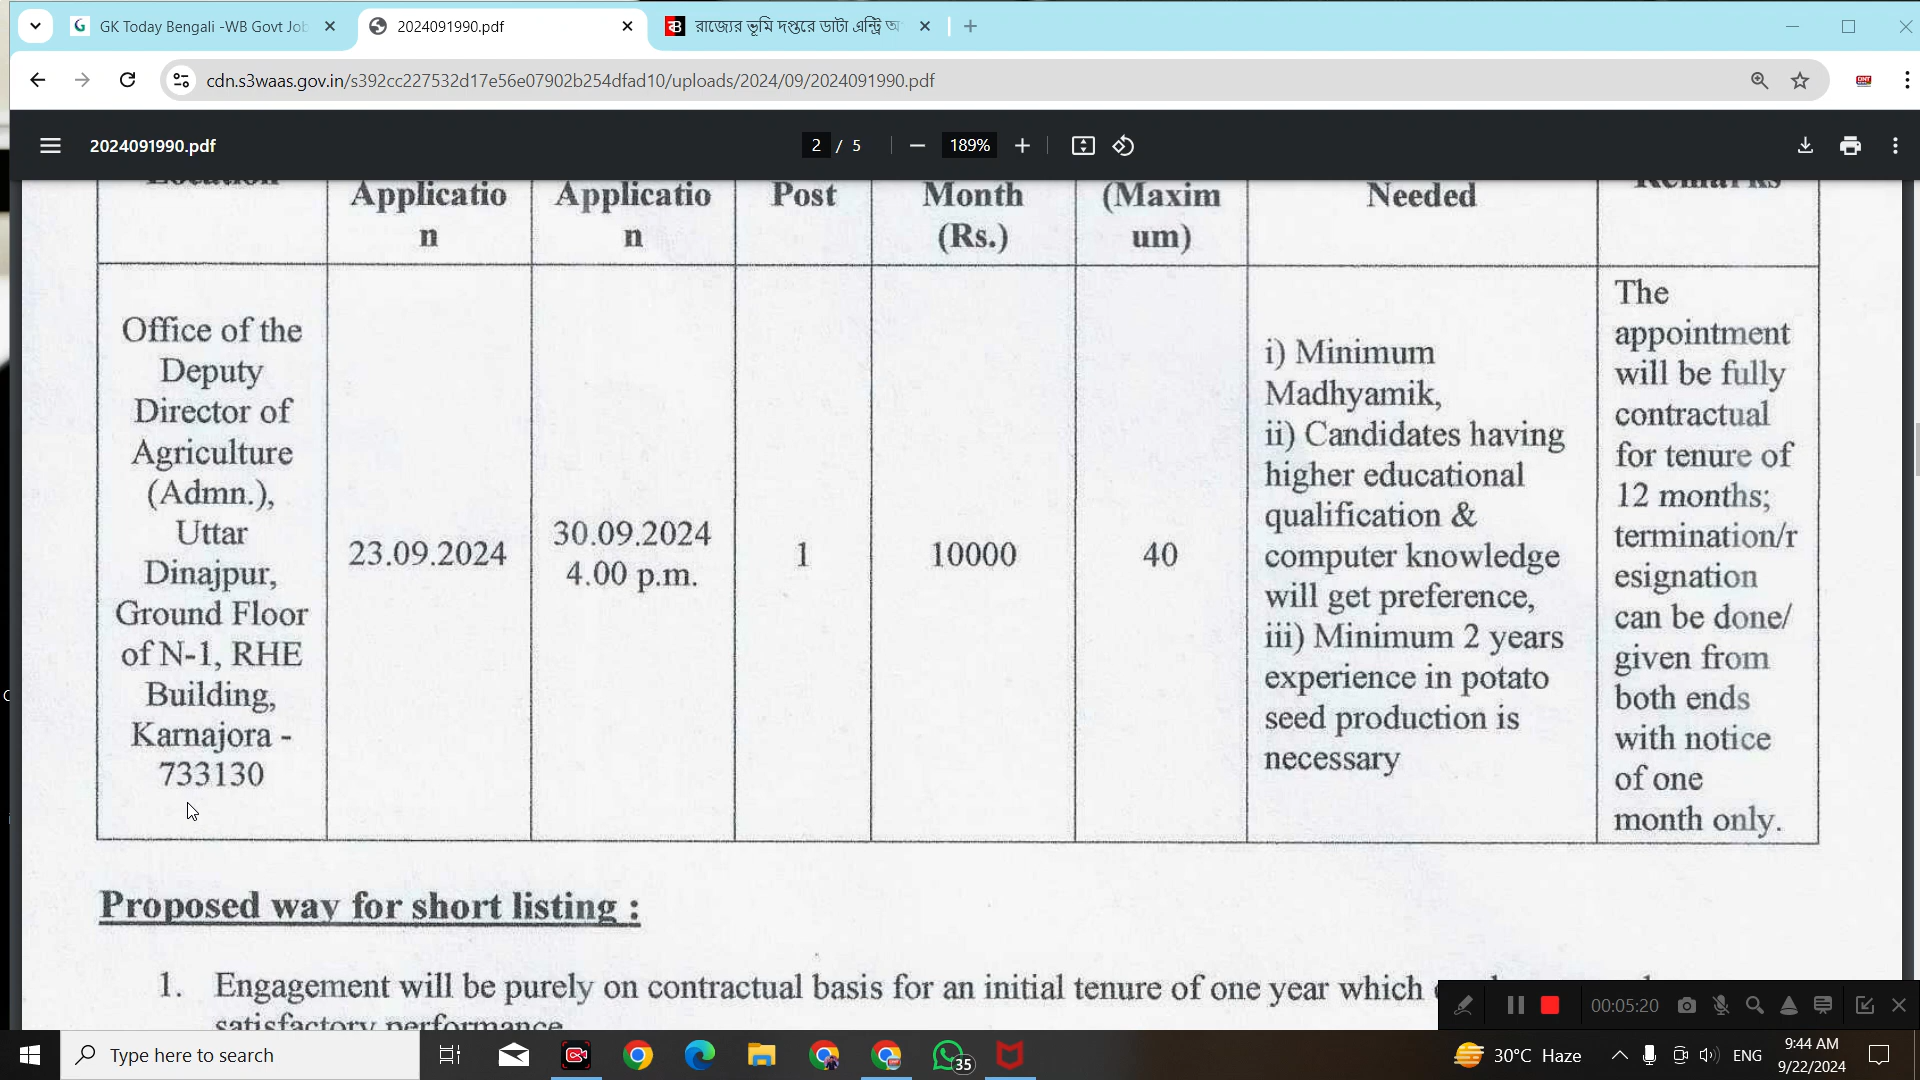 GK Today Bengali -WB Govt Job
2024091990.pdf
রাজ্যের ভূমি দপ্তরে ডাটা এন্ট্রি অ
cdn.s3waas.gov.in/s392cc227532d17e56e07902b254dfad10/uploads/2024/09/2024091990.pdf
2024091990.pdf
2 / 5
189%
Location
Applicatio
n
Applicatio
n
Post
Month
(Rs.)
(Maxim
um)
Needed
Remarks
Office of the
Deputy
Director of
Agriculture
(Admn.),
Uttar
Dinajpur,
Ground Floor
of N-1, RHE
Building,
Karnajora -
733130
23.09.2024
30.09.2024
4.00 p.m.
1
10000
40
i) Minimum
Madhyamik,
ii) Candidates having
higher educational
qualification &
computer knowledge
will get preference,
iii) Minimum 2 years
experience in potato
seed production is
necessary
The
appointment
will be fully
contractual
for tenure of
12 months;
termination/r
esignation
can be done/
given from
both ends
with notice
of one
month only.
Proposed way for short listing :
1. Engagement will be purely on contractual basis for an initial tenure of one year which
satisfactory performance
00:05:20
Type here to search
35
30°C Haze
ENG
9:44 AM
9/22/2024